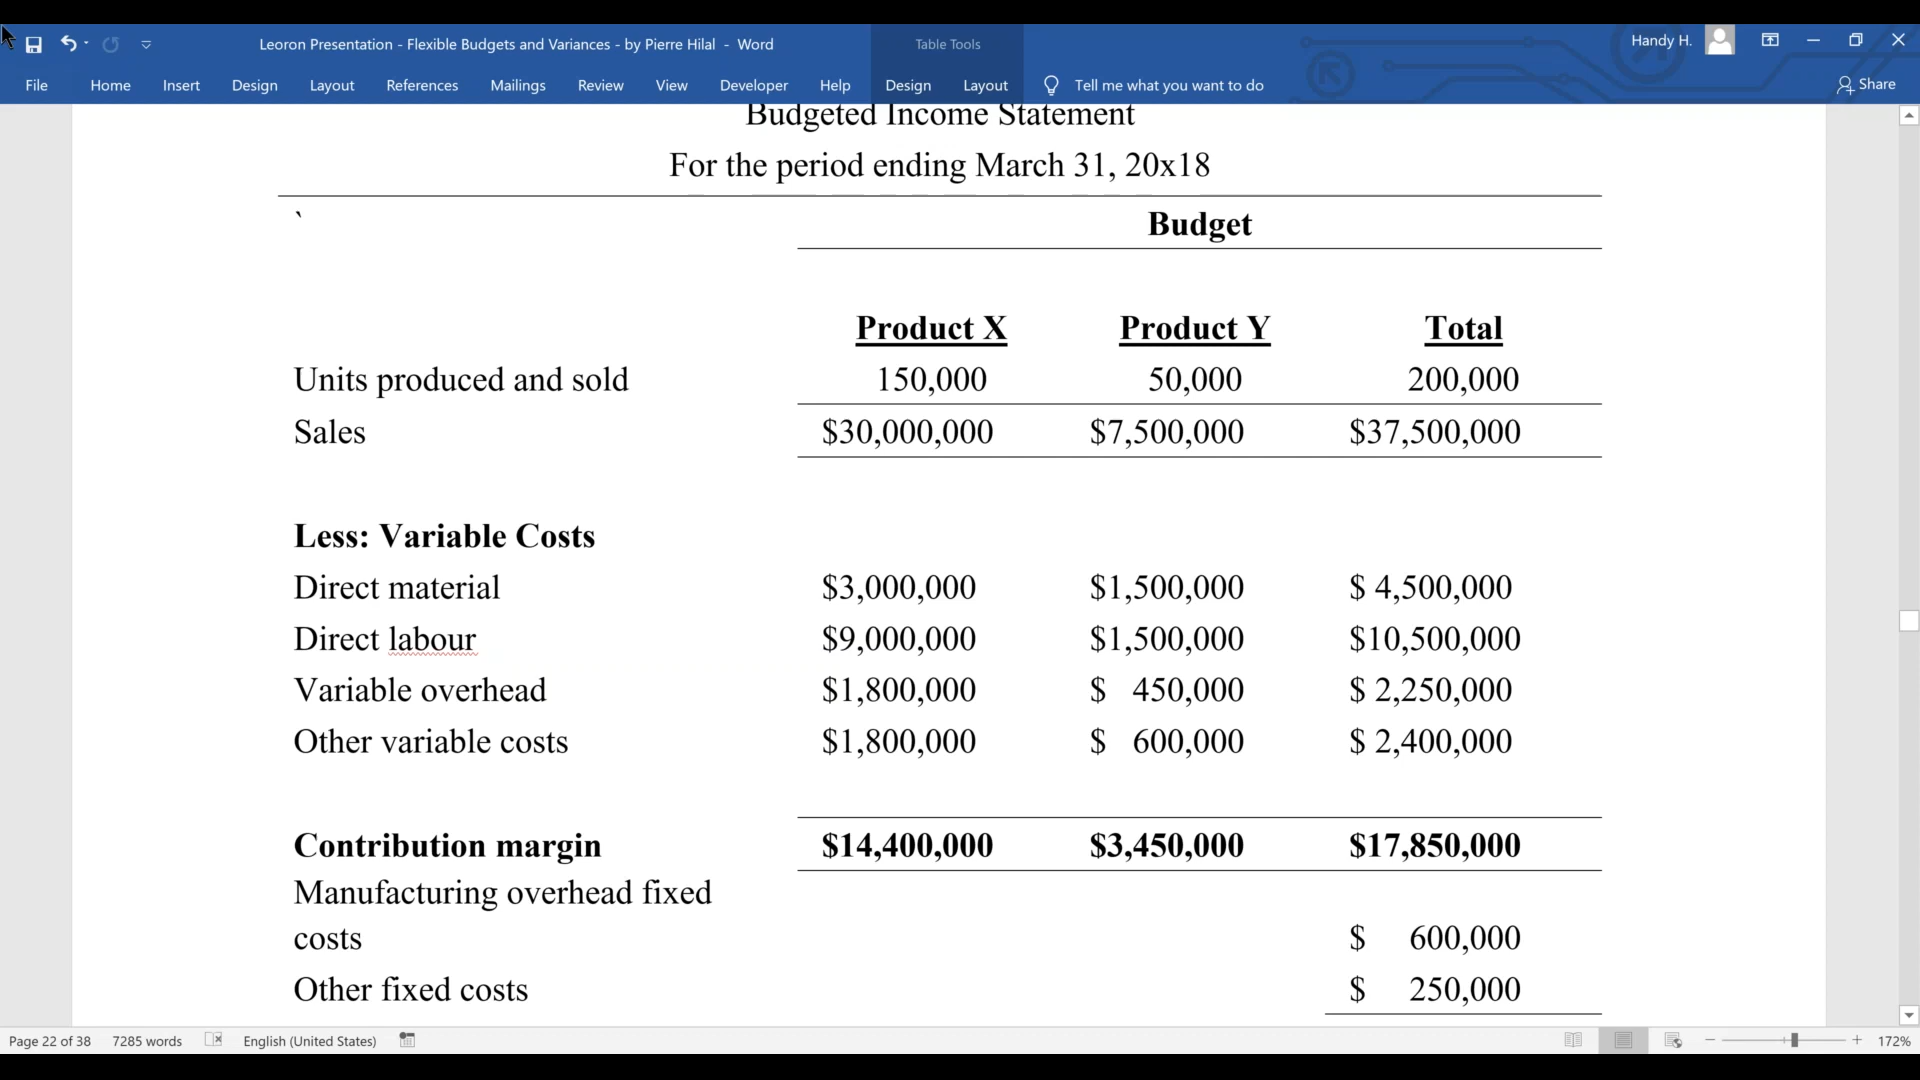 Leoron Presentation - Flexible Budgets and Variances - by Pierre Hilal - Word
Table Tools
Handy H.
File Home Insert Design Layout References Mailings Review View Developer Help Design Layout Tell me what you want to do Share
Budgeted Income Statement
For the period ending March 31, 20x18
` Budget
Product X Product Y Total
Units produced and sold 150,000 50,000 200,000
Sales $30,000,000 $7,500,000 $37,500,000
Less: Variable Costs
Direct material $3,000,000 $1,500,000 $ 4,500,000
Direct labour $9,000,000 $1,500,000 $10,500,000
Variable overhead $1,800,000 $ 450,000 $ 2,250,000
Other variable costs $1,800,000 $ 600,000 $ 2,400,000
Contribution margin $14,400,000 $3,450,000 $17,850,000
Manufacturing overhead fixed
costs $ 600,000
Other fixed costs $ 250,000
Page 22 of 38 7285 words English (United States) 172%